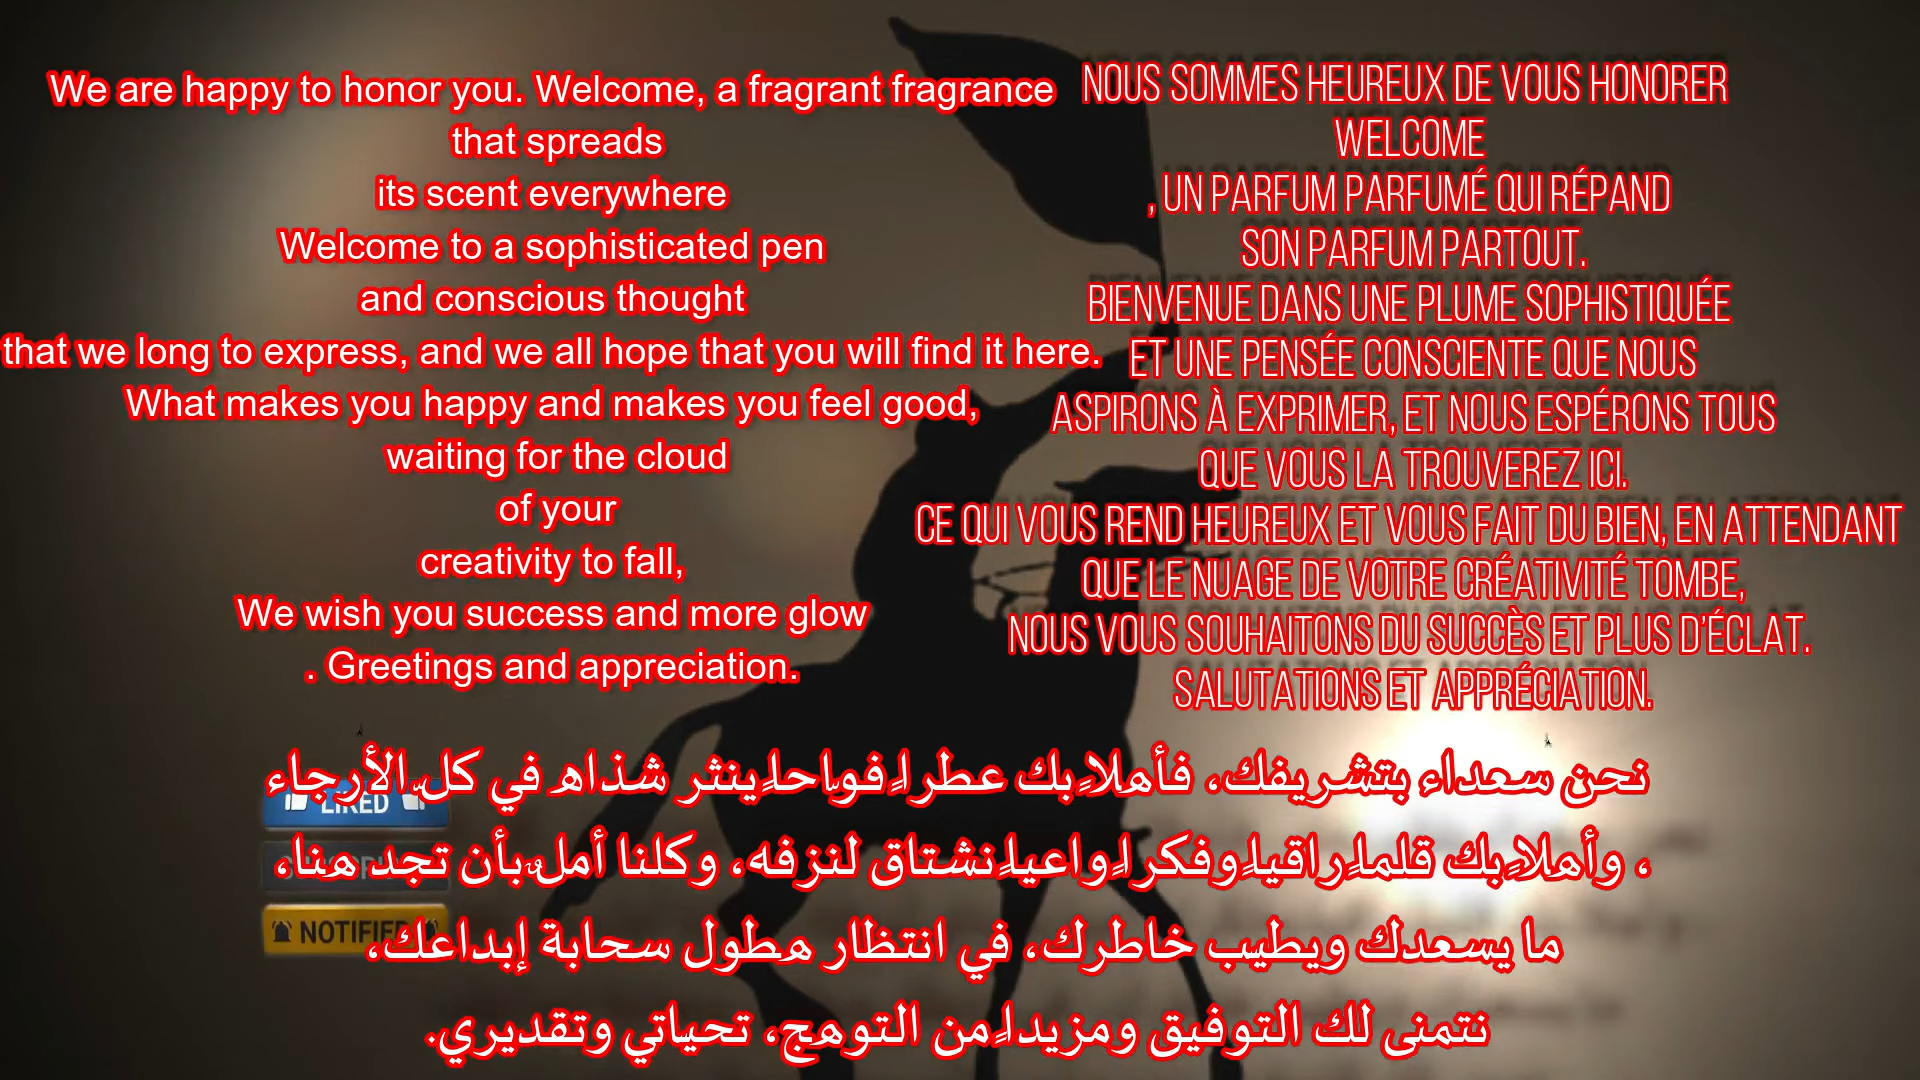 We are happy to honor you. Welcome, a fragrant fragrance
that spreads
its scent everywhere
Welcome to a sophisticated pen
and conscious thought
that we long to express, and we all hope that you will find it here.
What makes you happy and makes you feel good,
waiting for the cloud
of your
creativity to fall,
We wish you success and more glow
. Greetings and appreciation.
NOUS SOMMES HEUREUX DE VOUS HONORER
WELCOME
, UN PARFUM PARFUMÉ QUI RÉPAND
SON PARFUM PARTOUT.
BIENVENUE DANS UNE PLUME SOPHISTIQUÉE
ET UNE PENSÉE CONSCIENTE QUE NOUS
ASPIRONS À EXPRIMER, ET NOUS ESPÉRONS TOUS
QUE VOUS LA TROUVEREZ ICI.
CE QUI VOUS REND HEUREUX ET VOUS FAIT DU BIEN, EN ATTENDANT
QUE LE NUAGE DE VOTRE CRÉATIVITÉ TOMBE,
NOUS VOUS SOUHAITONS DU SUCCÈS ET PLUS D'ÉCLAT.
SALUTATIONS ET APPRÉCIATION.
نحن سعداء بتشريفك، فأهلاً بك عطراً فوّاحاً ينثر شذاه في كلّ الأرجاء
، وأهلاً بك قلماً راقياً وفكراً واعياً نشتاق لنزفه، وكلنا أملٌ بأن تجد هنا،
ما يسعدك ويطيب خاطرك، في انتظار هطول سحابة إبداعك،
نتمنى لك التوفيق ومزيداً من التوهج، تحياتي وتقديري.
LIKED
NOTIFIED